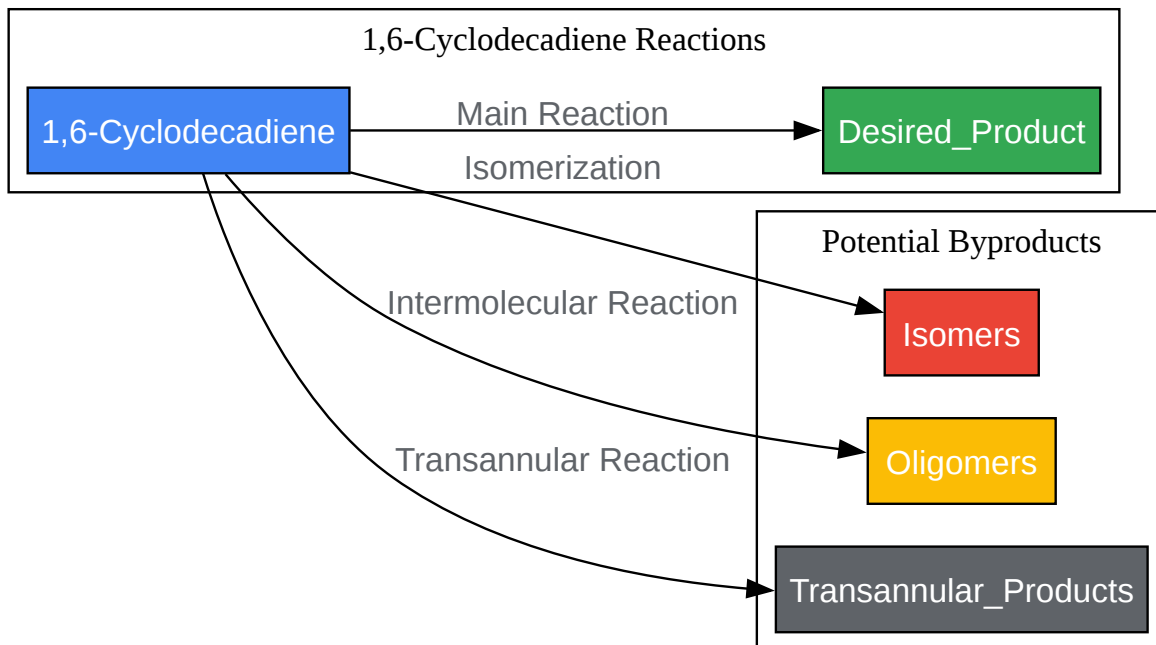 1,6-Cyclodecadiene Reactions
1,6-Cyclodecadiene
Main Reaction
Desired_Product
Isomerization
Potential Byproducts
Intermolecular Reaction
Isomers
Transannular Reaction
Oligomers
Transannular_Products